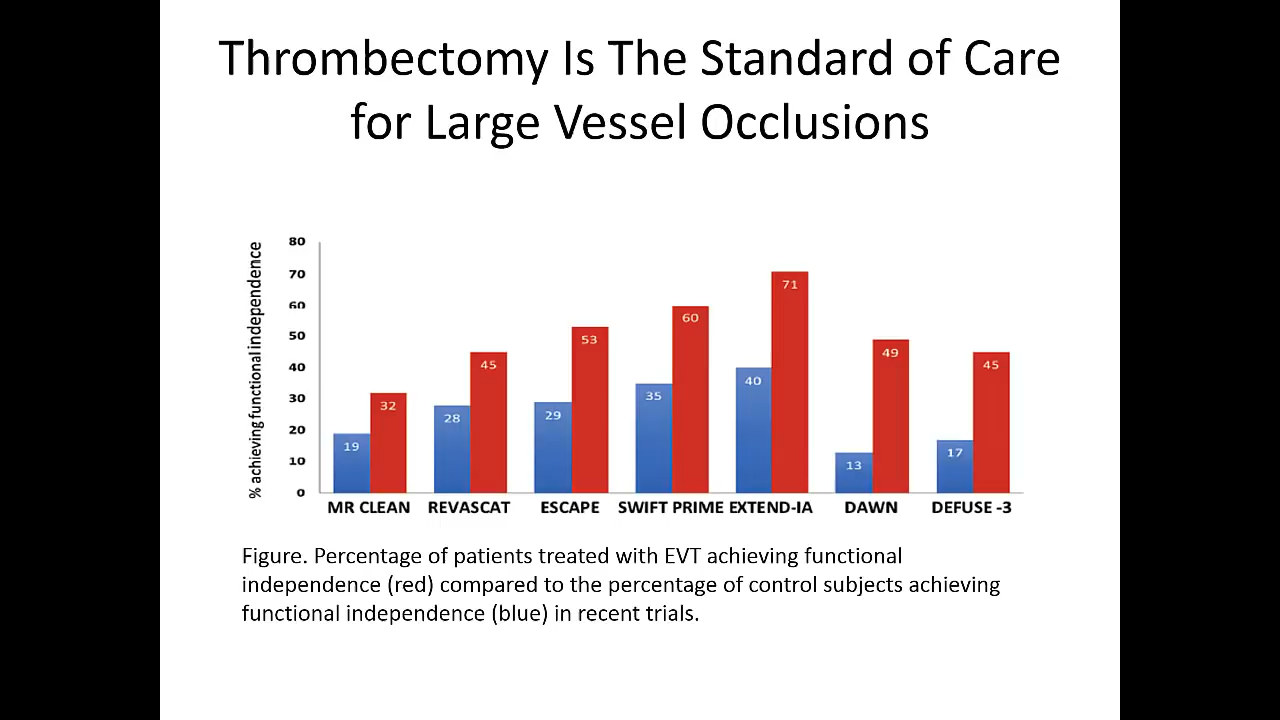 Thrombectomy Is The Standard of Care
for Large Vessel Occlusions
% achieving functional independence
80
70
60
50
40
30
20
10
0
19
32
28
45
29
53
35
60
40
71
13
49
17
45
MR CLEAN
REVASCAT
ESCAPE
SWIFT PRIME
EXTEND-IA
DAWN
DEFUSE -3
Figure. Percentage of patients treated with EVT achieving functional
independence (red) compared to the percentage of control subjects achieving
functional independence (blue) in recent trials.